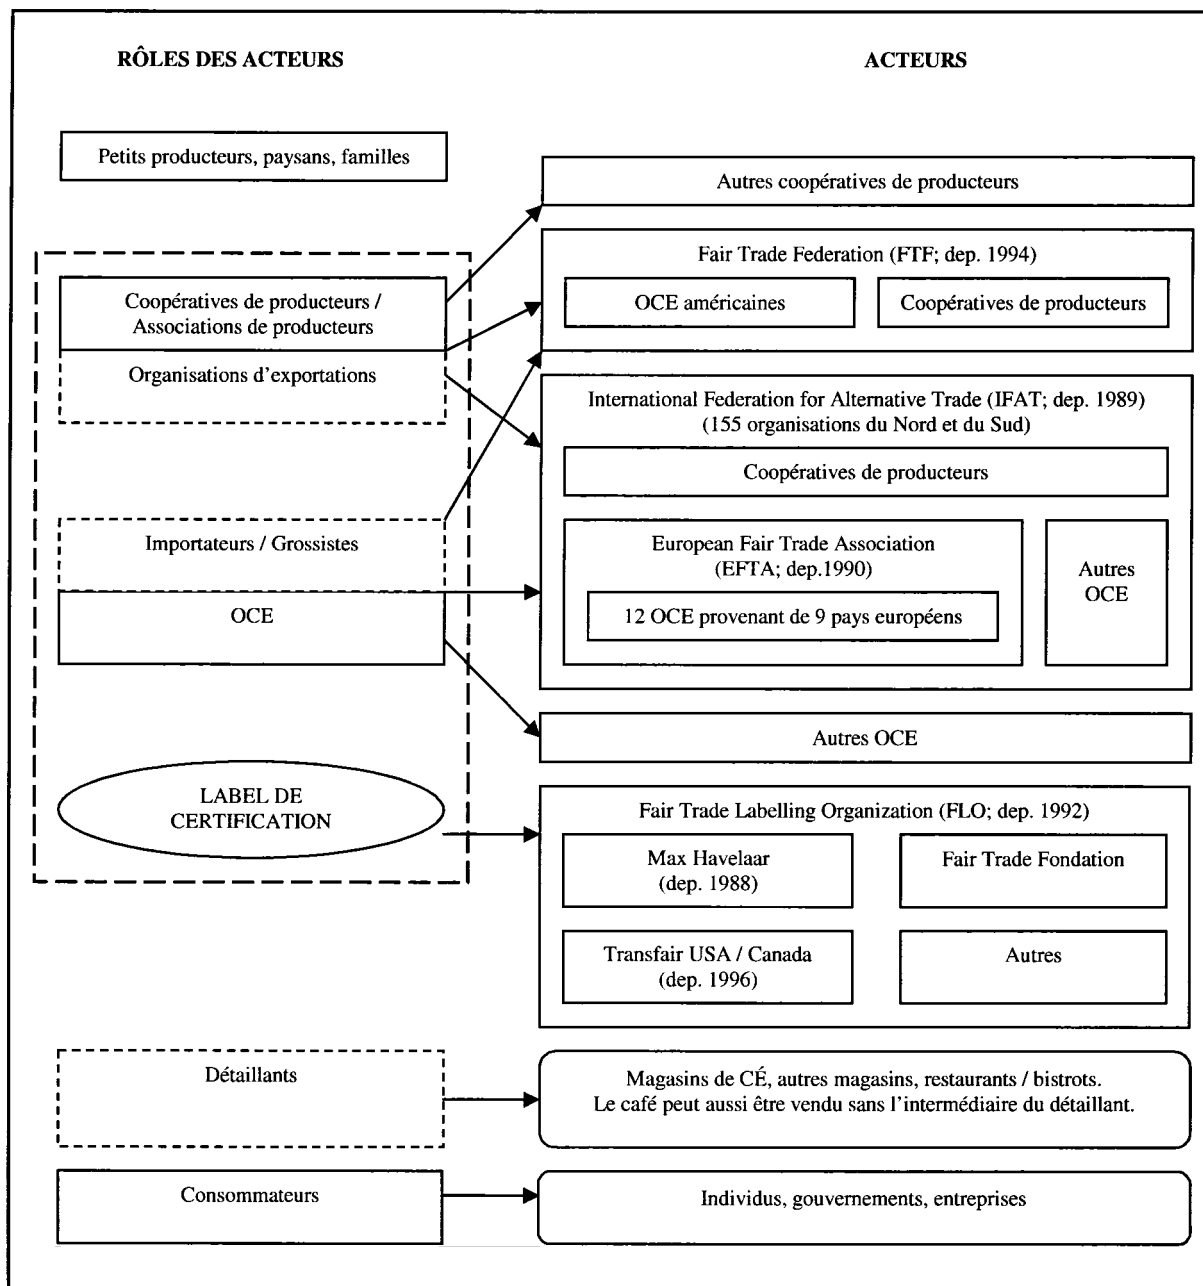 RÔLES DES ACTEURS
ACTEURS
Petits producteurs, paysans, familles
Autres coopératives de producteurs
Fair Trade Federation (FTF; dep. 1994)
OCE américaines
Coopératives de producteurs
Coopératives de producteurs /
Associations de producteurs
Organisations d'exportations
International Federation for Alternative Trade (IFAT; dep. 1989)
(155 organisations du Nord et du Sud)
Coopératives de producteurs
Importateurs / Grossistes
OCE
European Fair Trade Association
(EFTA; dep.1990)
12 OCE provenant de 9 pays européens
Autres
OCE
Autres OCE
LABEL DE
CERTIFICATION
Fair Trade Labelling Organization (FLO; dep. 1992)
Max Havelaar
(dep. 1988)
Fair Trade Fondation
Transfair USA / Canada
(dep. 1996)
Autres
Détaillants
Magasins de CÉ, autres magasins, restaurants / bistrots.
Le café peut aussi être vendu sans l'intermédiaire du détaillant.
Consommateurs
Individus, gouvernements, entreprises